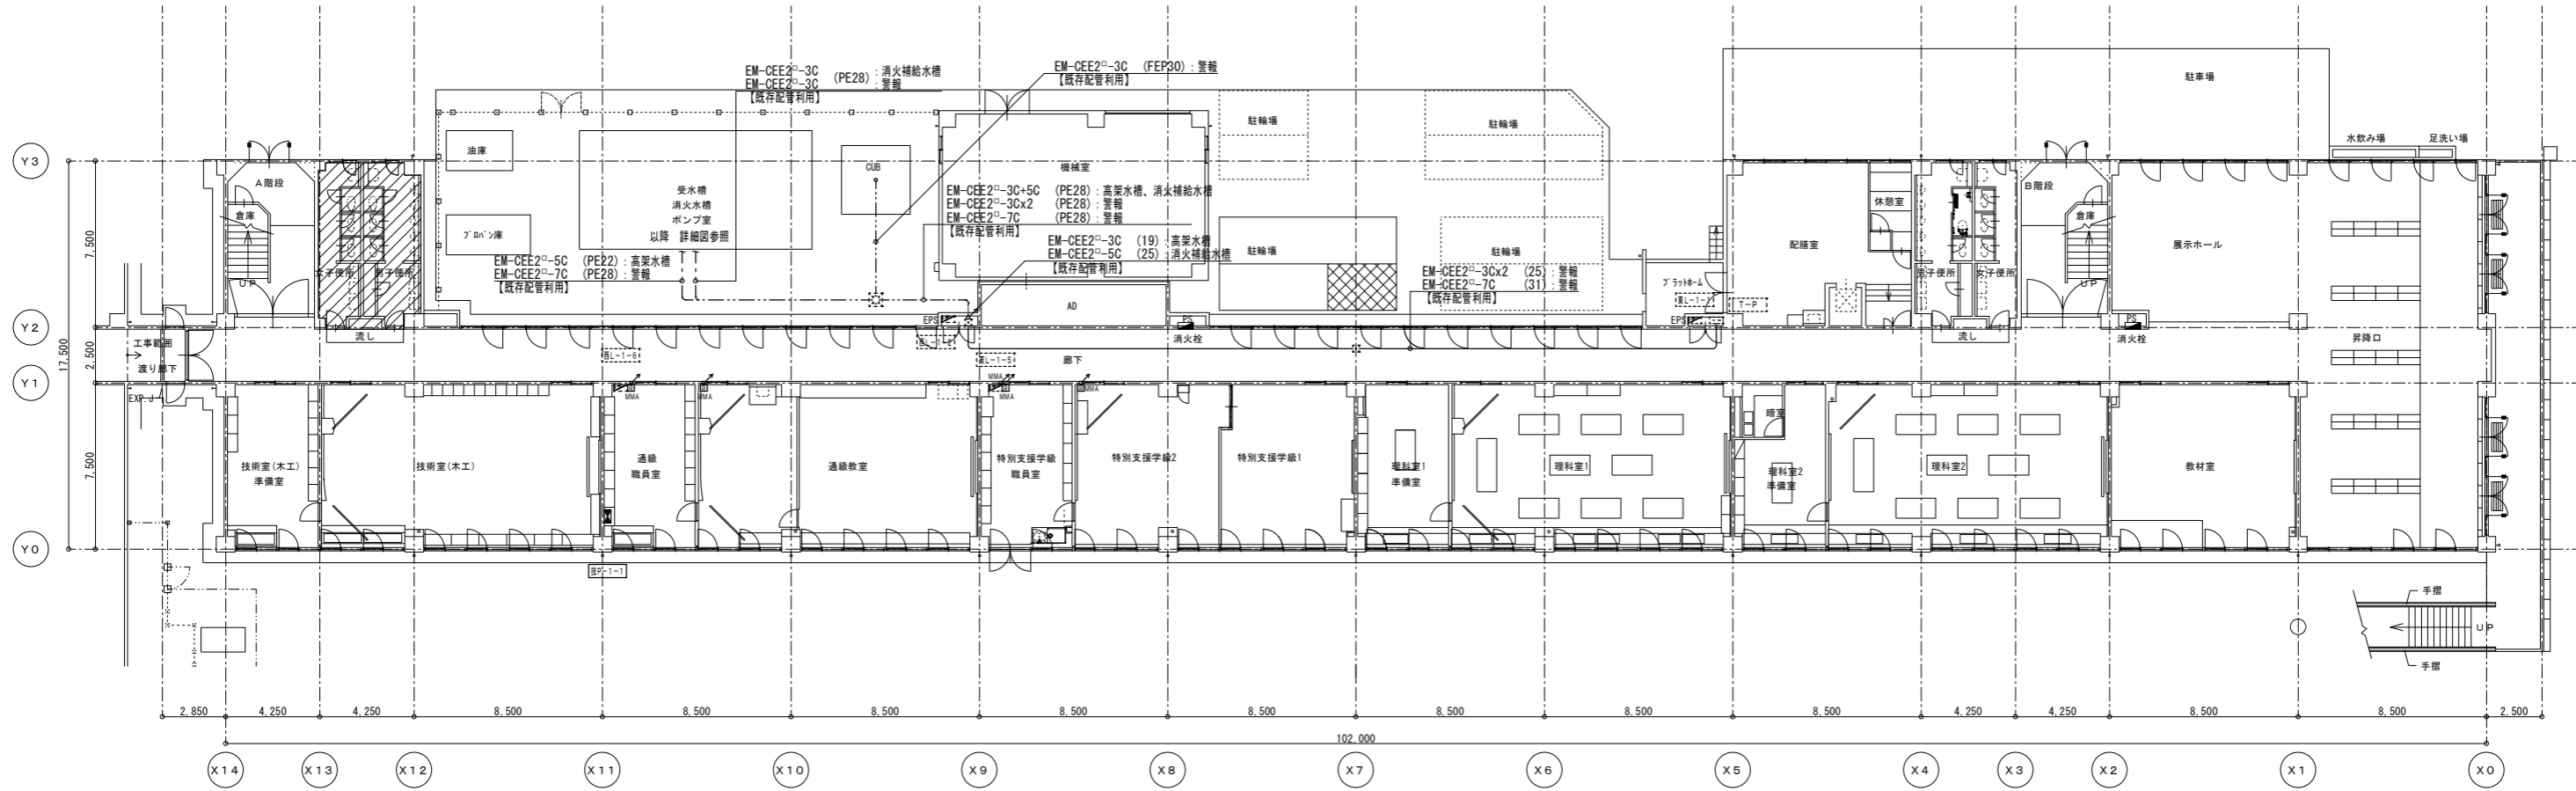 EM-CEE2□-3C
EM-CEE2□-3C
(PE28)
：消火補給水槽
：警報
【既存配管利用】
EM-CEE2□-3C (FEP30)：警報
【既存配管利用】
駐車場
駐輪場
駐輪場
水飲み場
足洗い場
Y3
油庫
CUB
機械室
A階段
倉庫
UP
女子便所
男子便所
流し
プロパン庫
受水槽
消火水槽
ポンプ室
以降 詳細図参照
EM-CEE2□-3C+5C (PE28)：高架水槽、消火補給水槽
EM-CEE2□-3Cx2 (PE28)：警報
EM-CEE2□-7C (PE28)：警報
【既存配管利用】
EM-CEE2□-3C (19)：高架水槽
EM-CEE2□-5C (25)：消火補給水槽
【既存配管利用】
EM-CEE2□-5C (PE22)：高架水槽
EM-CEE2□-7C (PE28)：警報
【既存配管利用】
駐輪場
駐輪場
EM-CEE2□-3Cx2 (25)：警報
EM-CEE2□-7C (31)：警報
【既存配管利用】
配膳室
休憩室
プラットホーム
T-P
男子便所
女子便所
流し
B階段
倉庫
UP
展示ホール
7,500
Y2
EPS
AD
PS
消火栓
EPS
PS
消火栓
昇降口
17,500
2,500
工事範囲
渡り廊下
L-1-6
L-1-5
廊下
Y1
EXP.J
MMA
MMA
MMA
MMA
MMA
7,500
技術室(木工)
準備室
技術室(木工)
通級
職員室
通級教室
特別支援学級
職員室
特別支援学級2
特別支援学級1
理科室1
準備室
理科室1
暗室
理科室2
準備室
理科室2
教材室
Y0
P-1-1
手摺
UP
手摺
2,850
4,250
4,250
8,500
8,500
8,500
8,500
8,500
8,500
8,500
8,500
4,250
4,250
8,500
8,500
2,500
102,000
X14
X13
X12
X11
X10
X9
X8
X7
X6
X5
X4
X3
X2
X1
X0